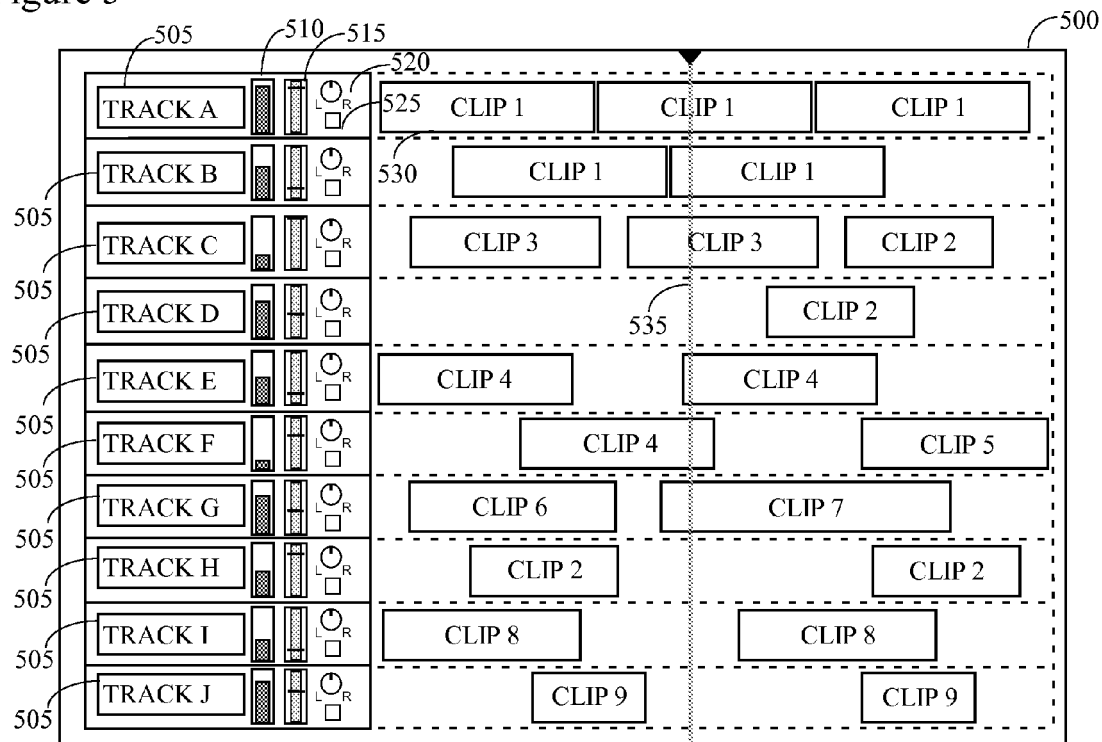 igure 5
505
510
515
500
520
525
530
535
TRACK A L R CLIP 1 CLIP 1 CLIP 1
505 TRACK B L R CLIP 1 CLIP 1
505 TRACK C L R CLIP 3 CLIP 3 CLIP 2
505 TRACK D L R CLIP 2
505 TRACK E L R CLIP 4 CLIP 4
505 TRACK F L R CLIP 4 CLIP 5
505 TRACK G L R CLIP 6 CLIP 7
505 TRACK H L R CLIP 2 CLIP 2
505 TRACK I L R CLIP 8 CLIP 8
505 TRACK J L R CLIP 9 CLIP 9